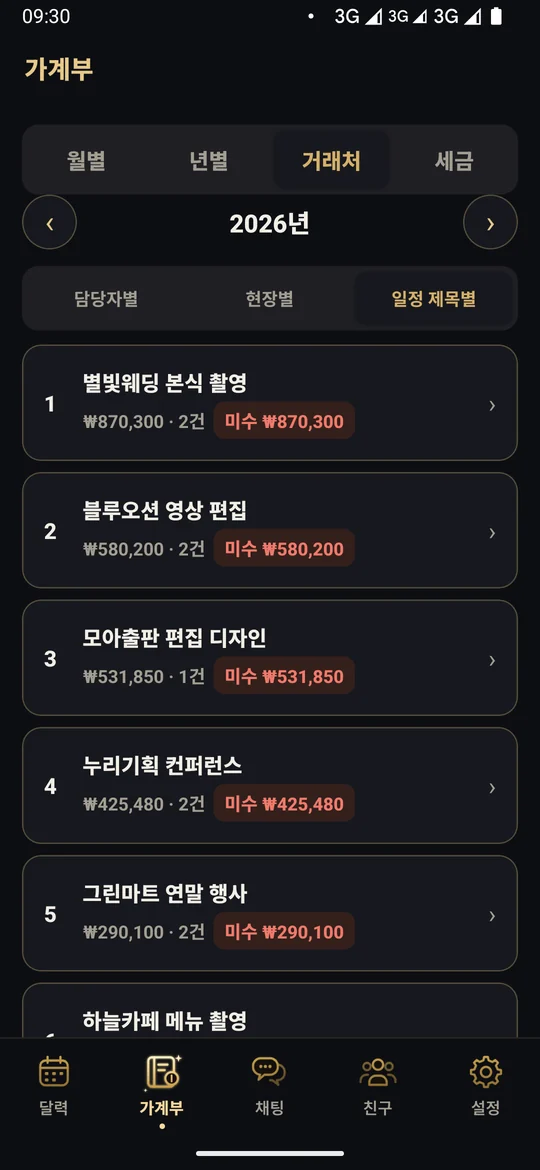 09:30
3G 3G 3G
가계부
월별 년별 거래처 세금
‹ 2026년 ›
담당자별 현장별 일정 제목별
1
별빛웨딩 본식 촬영
₩870,300 · 2건 미수 ₩870,300
›
2
블루오션 영상 편집
₩580,200 · 2건 미수 ₩580,200
›
3
모아출판 편집 디자인
₩531,850 · 1건 미수 ₩531,850
›
4
누리기획 컨퍼런스
₩425,480 · 2건 미수 ₩425,480
›
5
그린마트 연말 행사
₩290,100 · 2건 미수 ₩290,100
›
하늘카페 메뉴 촬영
달력 가계부 채팅 친구 설정